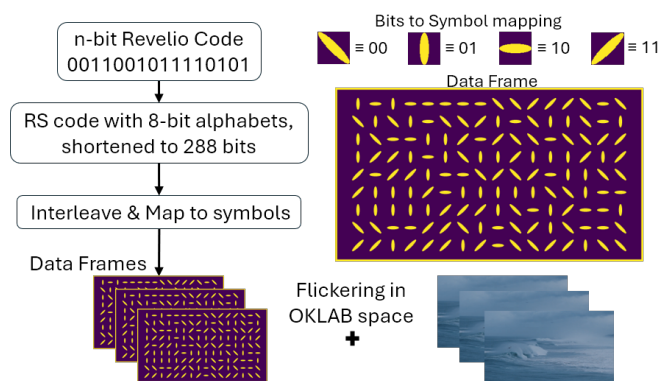 n-bit Revelio Code
0011001011110101
RS code with 8-bit alphabets,
shortened to 288 bits
Interleave & Map to symbols
Data Frames
Bits to Symbol mapping
≡ 00
≡ 01
≡ 10
≡ 11
Data Frame
Flickering in
OKLAB space
+